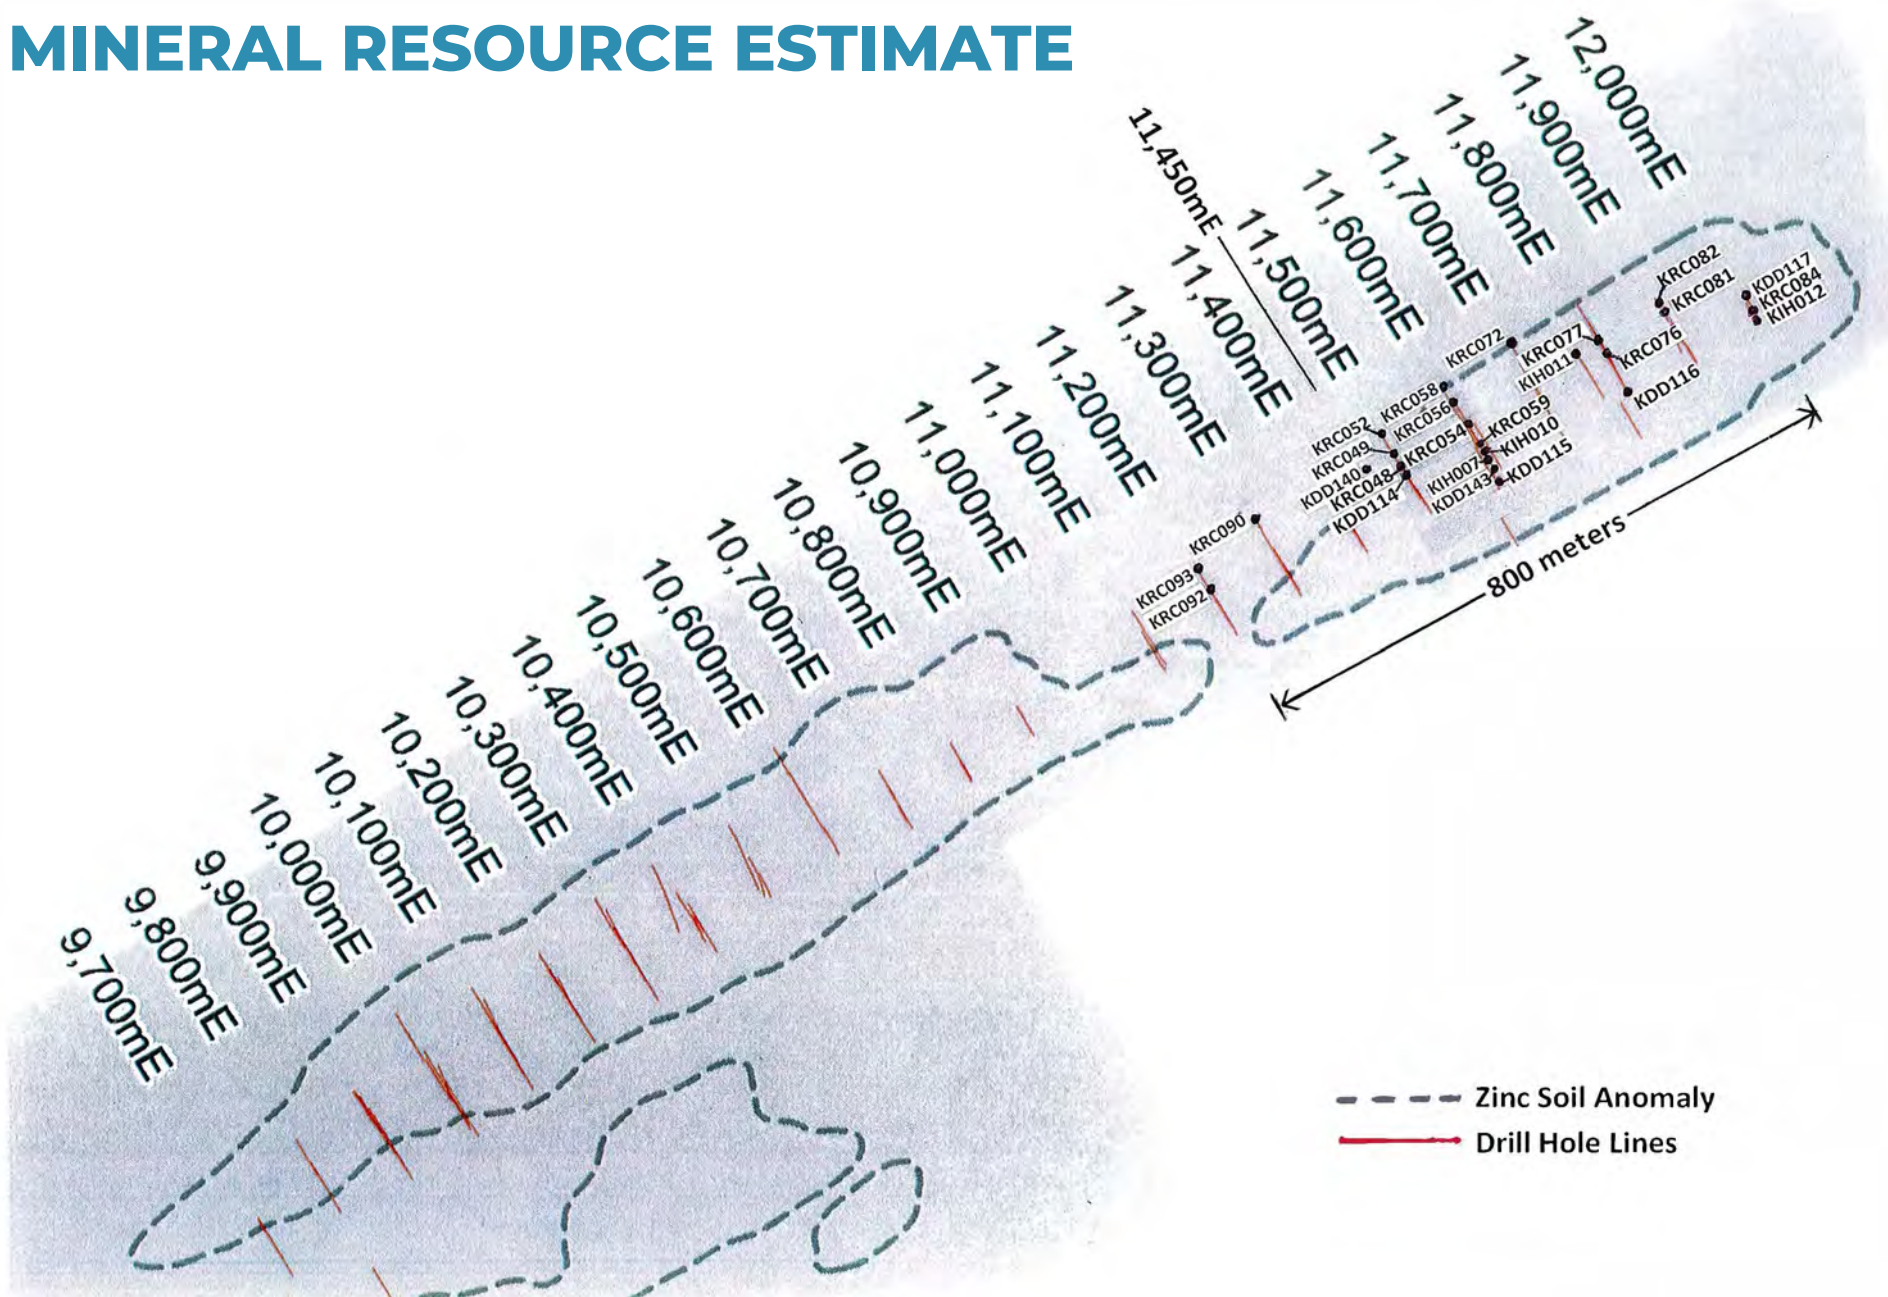 MINERAL RESOURCE ESTIMATE
12,000mE
11,900mE
11,800mE
11,700mE
11,600mE
11,500mE
11,450mE
11,400mE
11,300mE
11,200mE
11,100mE
11,000mE
10,900mE
10,800mE
10,700mE
10,600mE
10,500mE
10,400mE
10,300mE
10,200mE
10,100mE
10,000mE
9,900mE
9,800mE
9,700mE
KRC082
KRC081
KDD117
KRC084
KIH012
KRC072
KRC077
KIH011
KRC076
KDD116
KRC058
KRC056
KRC052
KRC049
KDD140
KRC054
KRC048
KDD114
KRC059
KIH010
KIH007
KDD143
KDD115
KRC090
KRC093
KRC092
800 meters
Zinc Soil Anomaly
Drill Hole Lines